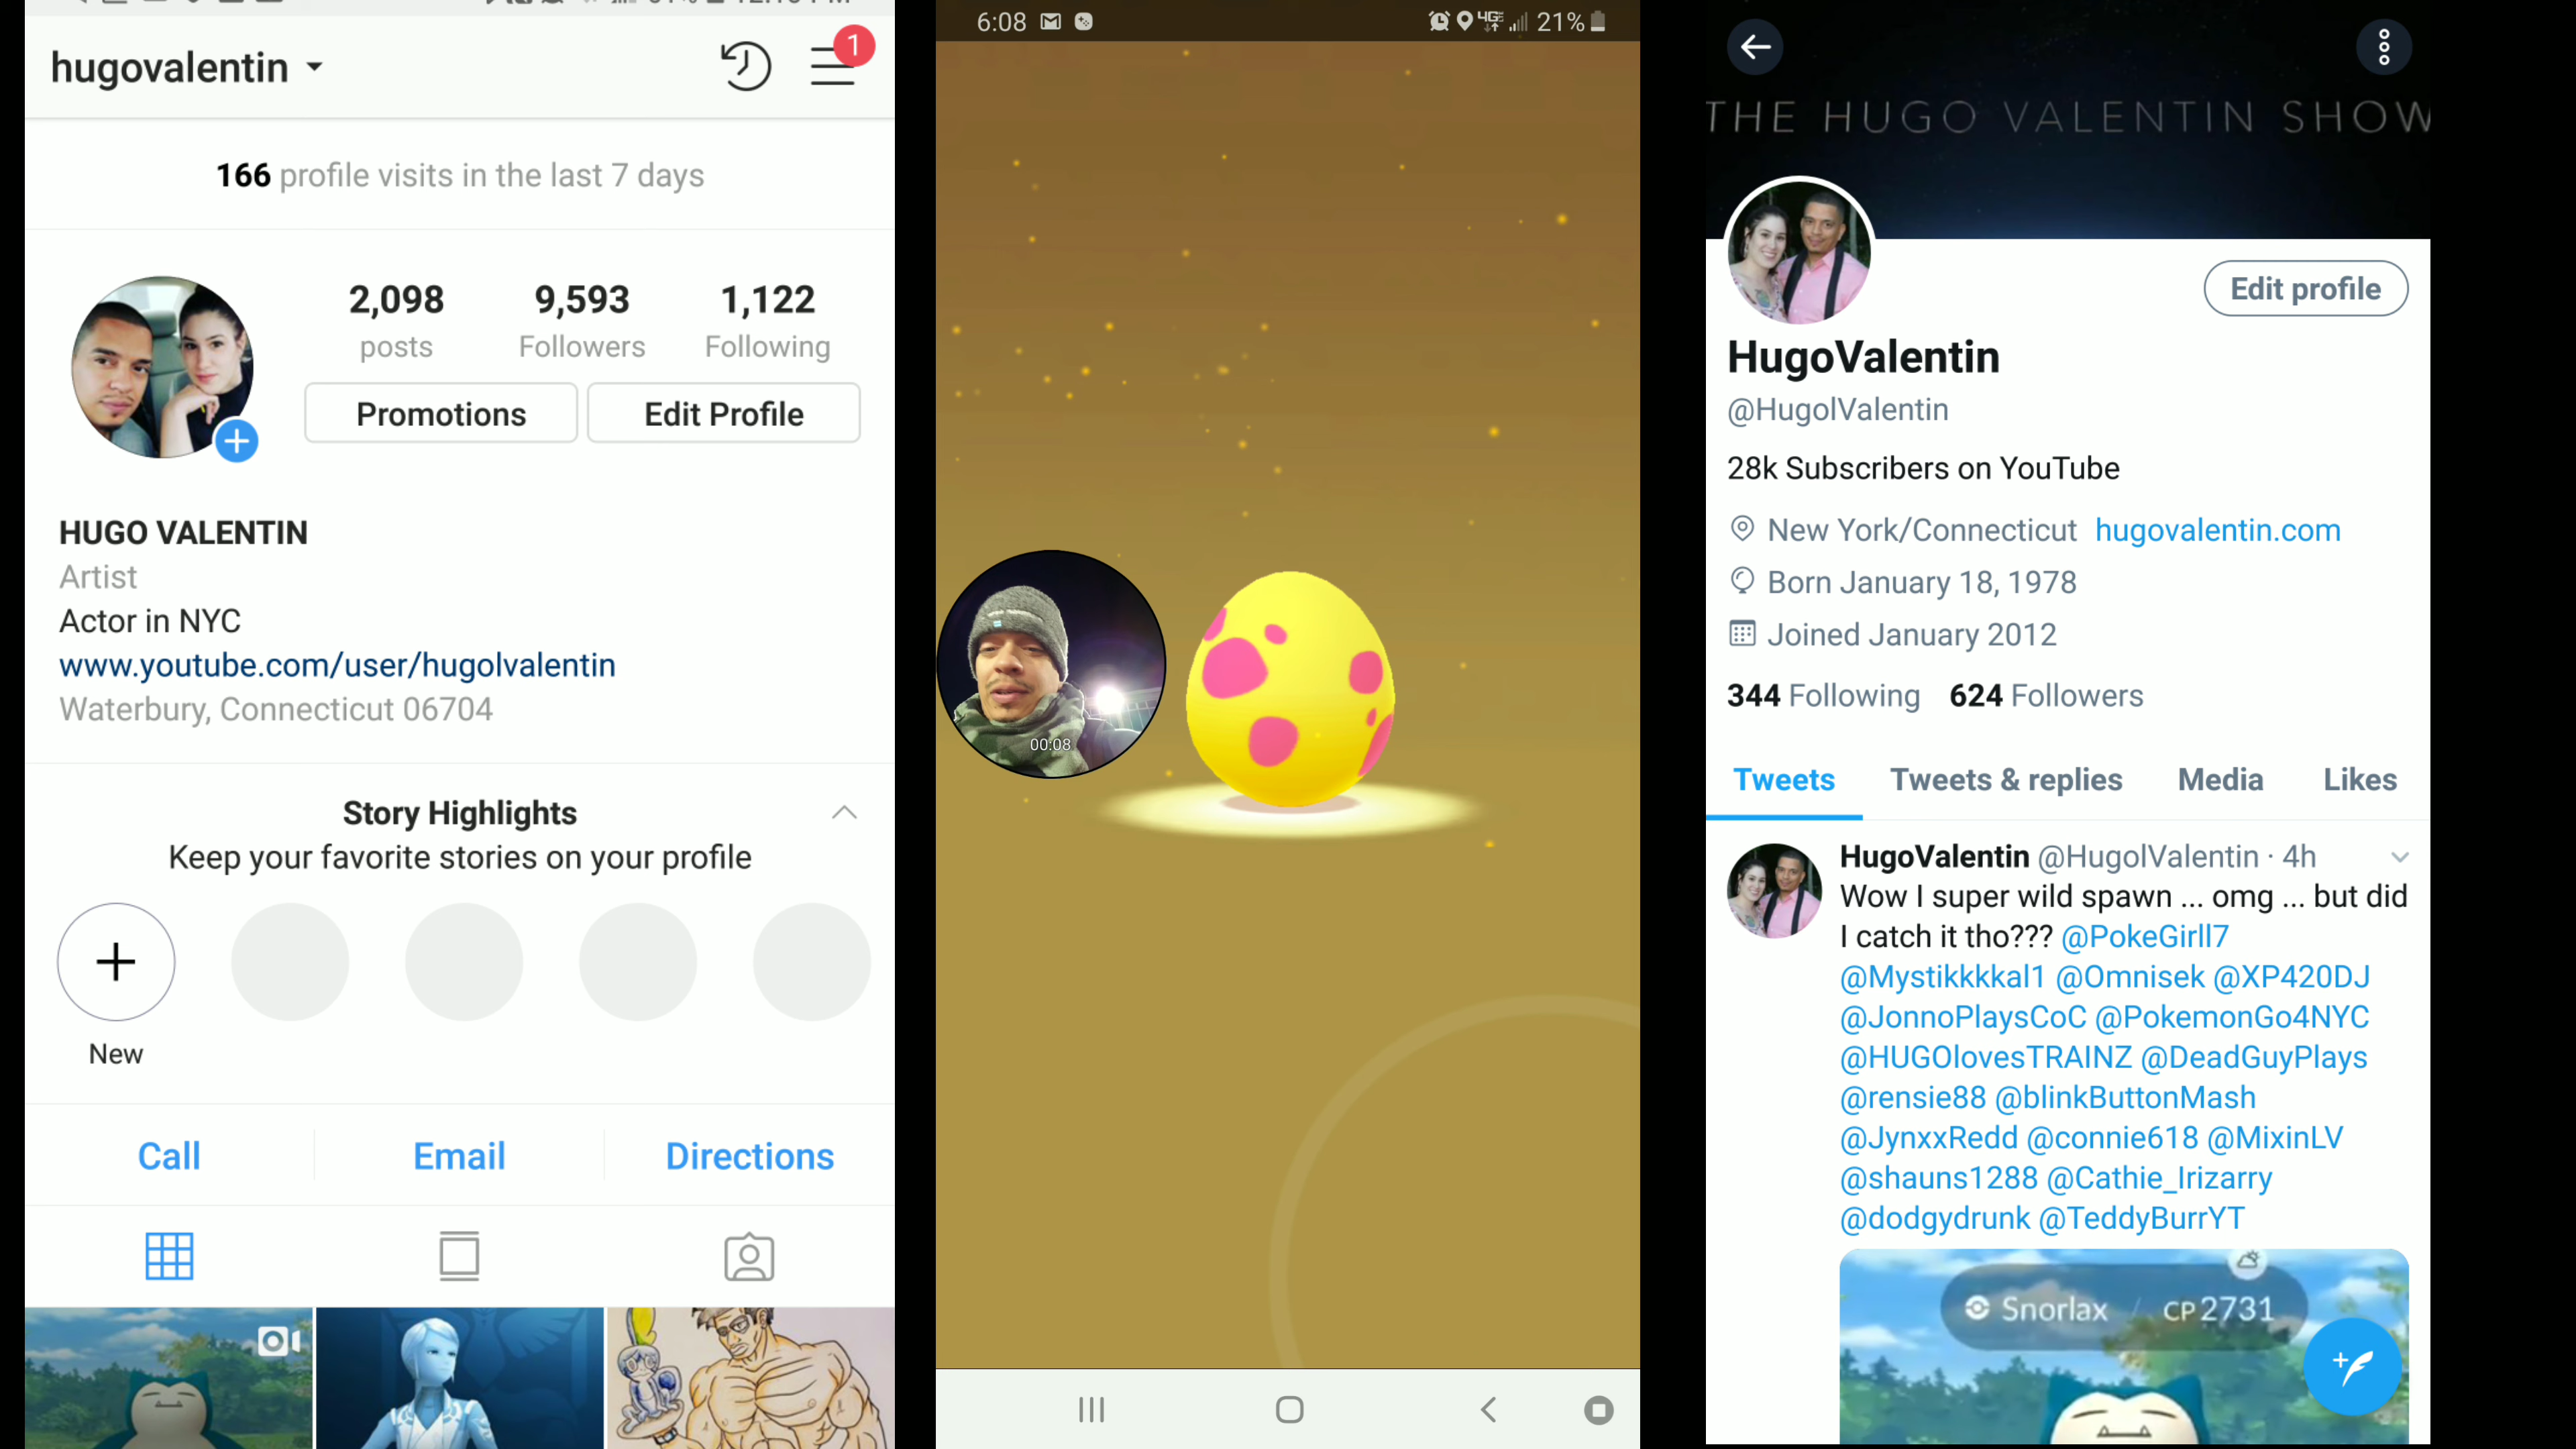 hugovalentin
1
166 profile visits in the last 7 days
2,098 9,593 1,122
posts Followers Following
Promotions Edit Profile
HUGO VALENTIN
Artist
Actor in NYC
www.youtube.com/user/hugolvalentin
Waterbury, Connecticut 06704
Story Highlights
Keep your favorite stories on your profile
New
Call Email Directions
6:08 4GE 21%
00:08
THE HUGO VALENTIN SHOW
Edit profile
HugoValentin
@HugolValentin
28k Subscribers on YouTube
New York/Connecticut hugovalentin.com
Born January 18, 1978
Joined January 2012
344 Following 624 Followers
Tweets Tweets & replies Media Likes
HugoValentin @HugolValentin · 4h
Wow I super wild spawn ... omg ... but did
I catch it tho??? @PokeGirll7
@Mystikkkkal1 @Omnisek @XP420DJ
@JonnoPlaysCoC @PokemonGo4NYC
@HUGOlovesTRAINZ @DeadGuyPlays
@rensie88 @blinkButtonMash
@JynxxRedd @connie618 @MixinLV
@shauns1288 @Cathie_Irizarry
@dodgydrunk @TeddyBurrYT
Snorlax / CP2731